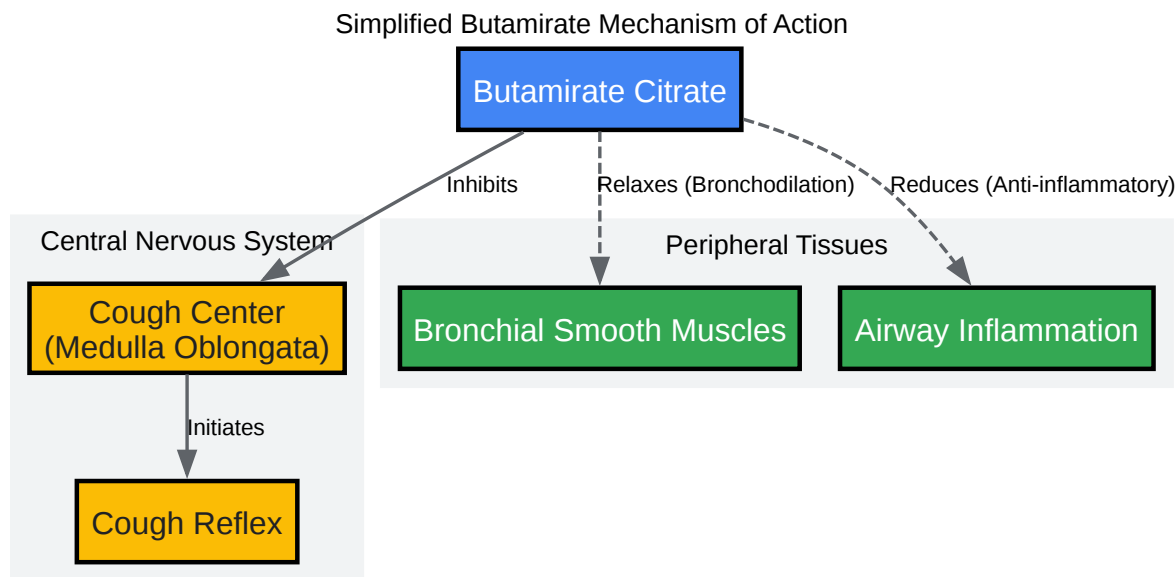 Simplified Butamirate Mechanism of Action
Butamirate Citrate
Inhibits
Relaxes (Bronchodilation)
Reduces (Anti-inflammatory)
Central Nervous System
Peripheral Tissues
Cough Center
(Medulla Oblongata)
Bronchial Smooth Muscles
Airway Inflammation
Initiates
Cough Reflex